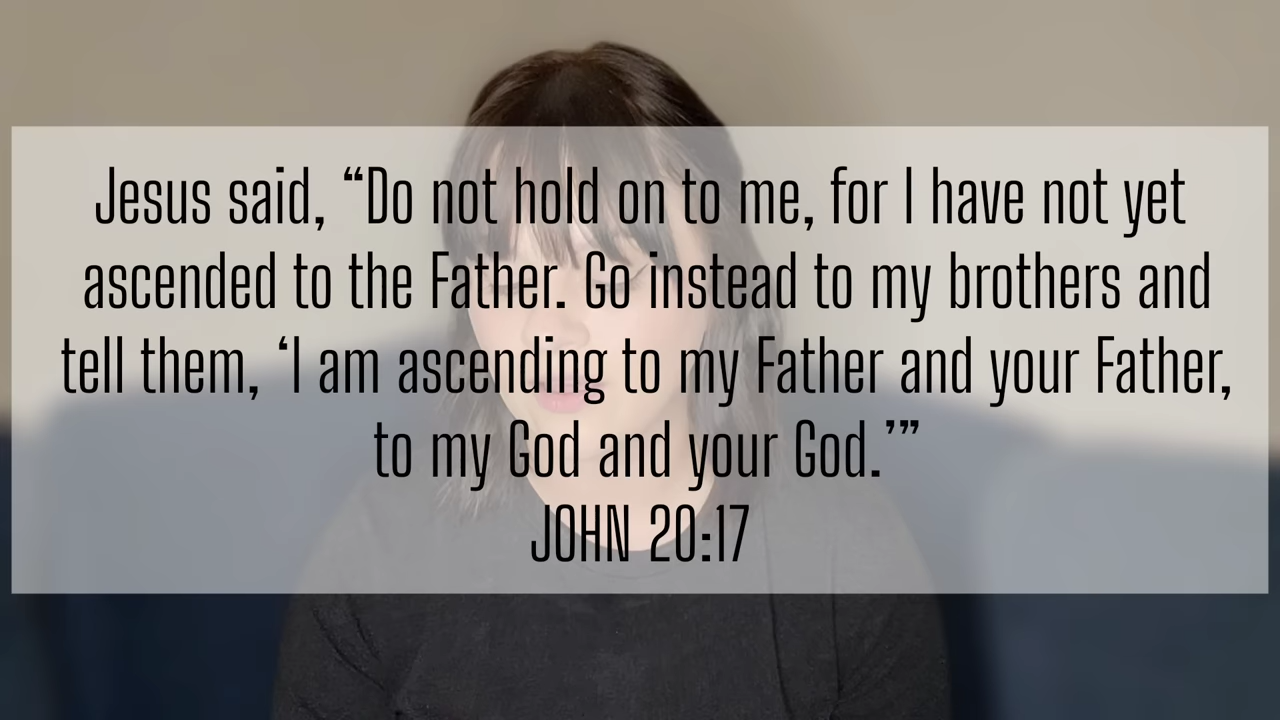 Jesus said, “Do not hold on to me, for I have not yet
ascended to the Father. Go instead to my brothers and
tell them, ‘I am ascending to my Father and your Father,
to my God and your God.’”
JOHN 20:17